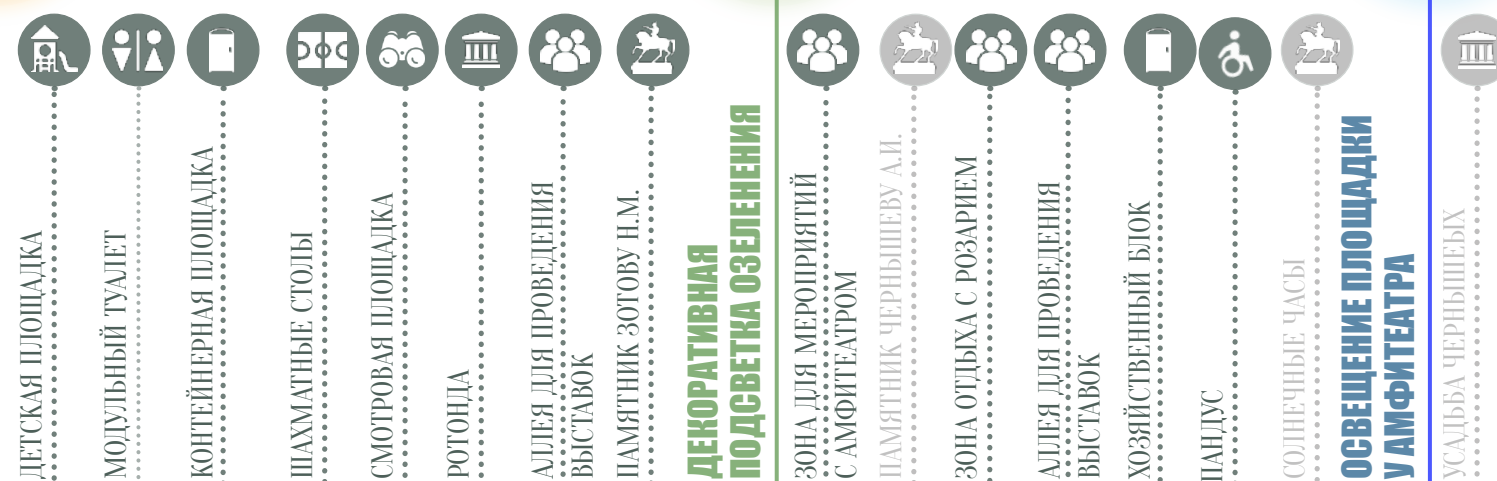 ДЕТСКАЯ ПЛОЩАДКА
МОДУЛЬНЫЙ ТУАЛЕТ
КОНТЕЙНЕРНАЯ ПЛОЩАДКА
ШАХМАТНЫЕ СТОЛЫ
СМОТРОВАЯ ПЛОЩАДКА
РОТОНДА
АЛЛЕЯ ДЛЯ ПРОВЕДЕНИЯ
ВЫСТАВОК
ПАМЯТНИК ЗОТОВУ Н.М.
ДЕКОРАТИВНАЯ
ПОДСВЕТКА ОЗЕЛЕНЕНИЯ
ЗОНА ДЛЯ МЕРОПРИЯТИЙ
С АМФИТЕАТРОМ
ПАМЯТНИК ЧЕРНЫШЕВУ А.И.
ЗОНА ОТДЫХА С РОЗАРИЕМ
АЛЛЕЯ ДЛЯ ПРОВЕДЕНИЯ
ВЫСТАВОК
ХОЗЯЙСТВЕННЫЙ БЛОК
ПАНДУС
СОЛНЕЧНЫЕ ЧАСЫ
ОСВЕЩЕНИЕ ПЛОЩАДКИ
У АМФИТЕАТРА
УСАДЬБА ЧЕРНЫШЕЫХ